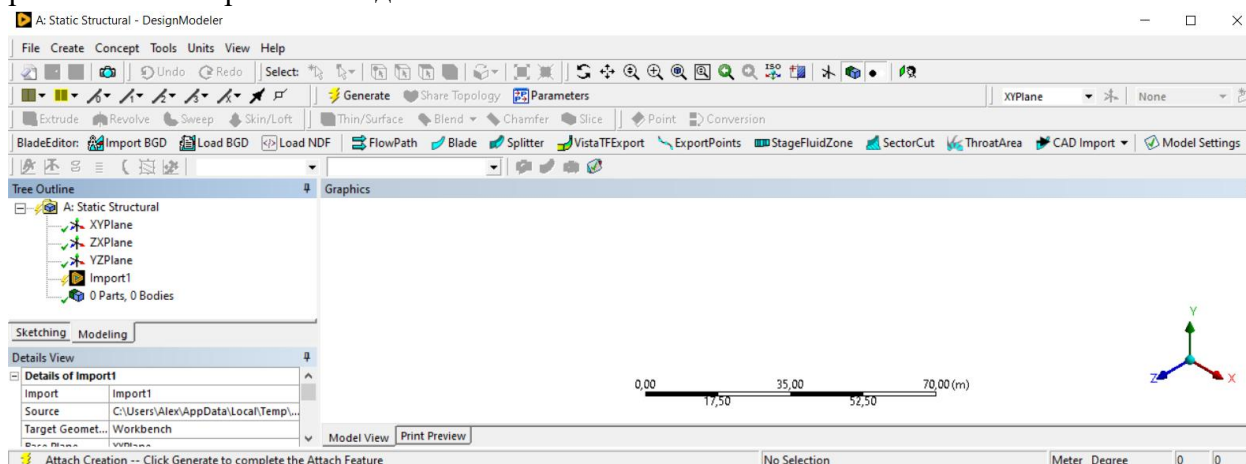 A: Static Structural - DesignModeler
File Create Concept Tools Units View Help
Undo Redo Select:
Generate Share Topology Parameters XYPlane None
Extrude Revolve Sweep Skin/Loft Thin/Surface Blend Chamfer Slice Point Conversion
BladeEditor: Import BGD Load BGD Load NDF FlowPath Blade Splitter VistaTFExport ExportPoints StageFluidZone SectorCut ThroatArea CAD Import Model Settings
Tree Outline Graphics
A: Static Structural
XYPlane
ZXPlane
YZPlane
Import1
0 Parts, 0 Bodies
Sketching Modeling
Details View
Details of Import1
Import Import1
Source C:\Users\Alex\AppData\Local\Temp\...
Target Geomet... Workbench
0,00 35,00 70,00 (m)
17,50 52,50
Y
Z X
Model View Print Preview
Attach Creation -- Click Generate to complete the Attach Feature No Selection Meter Degree 0 0